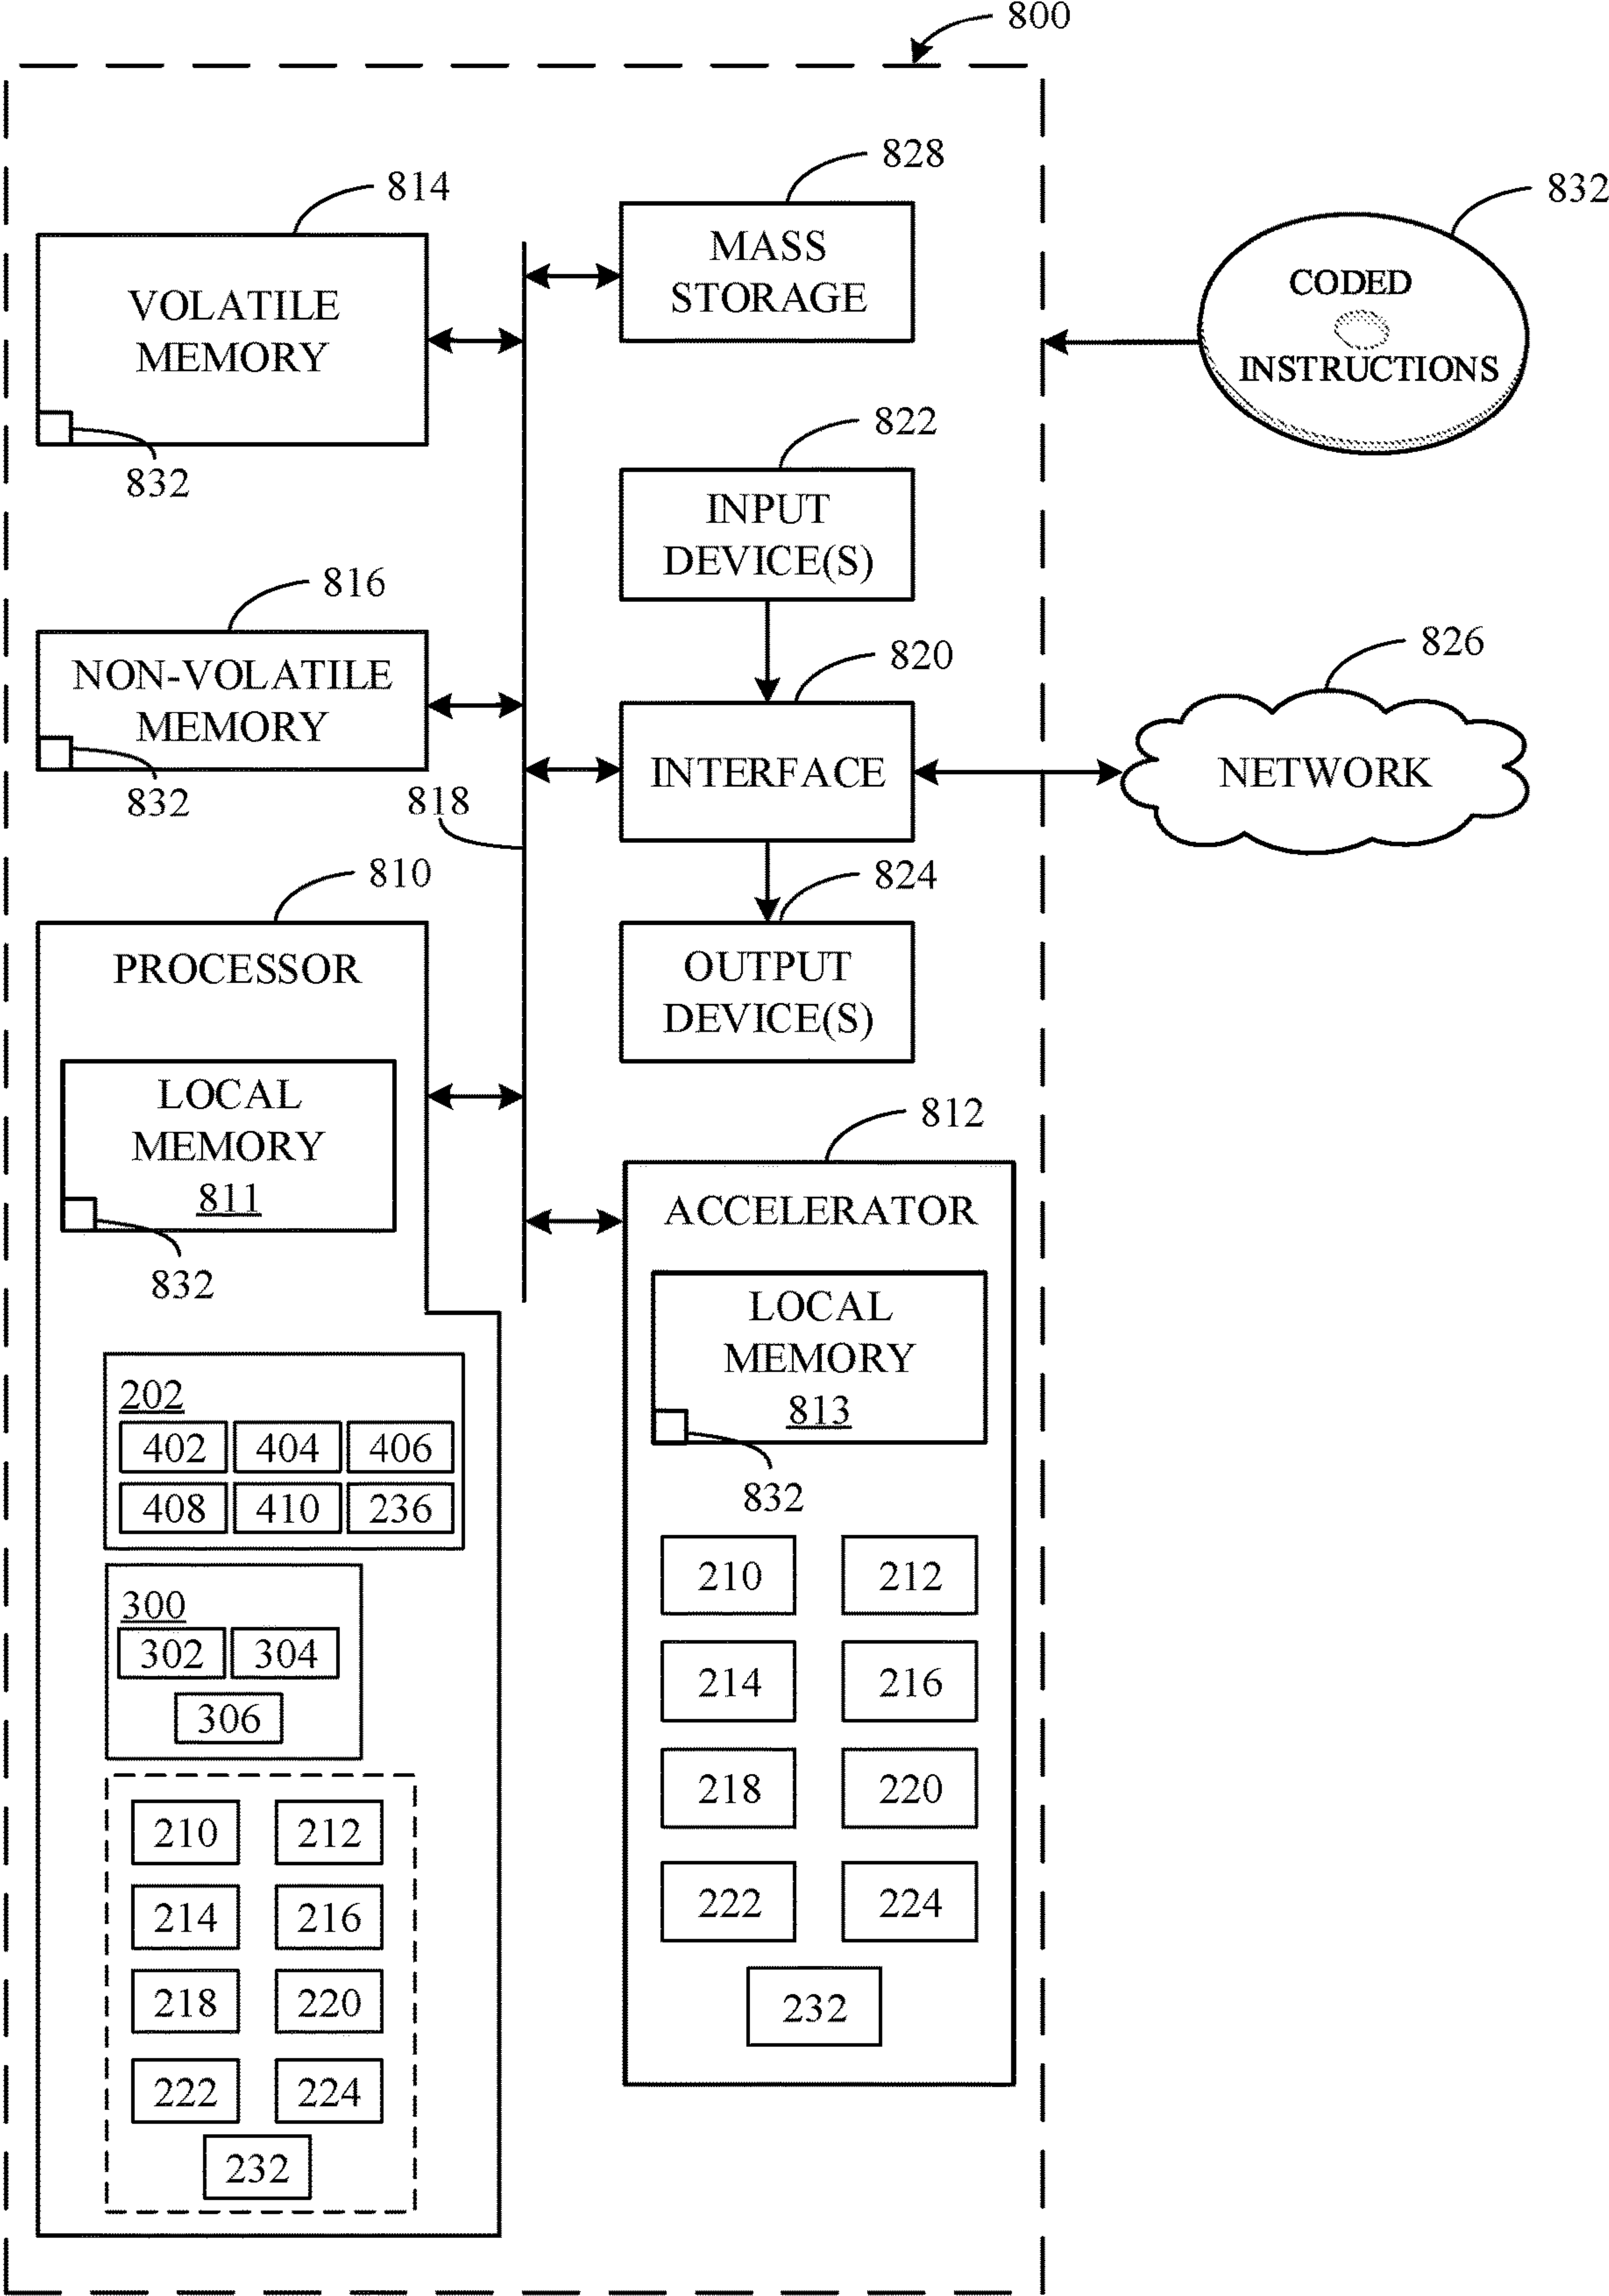 800
828
814
832
MASS
STORAGE
VOLATILE
MEMORY
CODED
INSTRUCTIONS
832
822
INPUT
DEVICE(S)
816
NON-VOLATILE
MEMORY
832
820
826
INTERFACE
NETWORK
818
810
824
PROCESSOR
OUTPUT
DEVICE(S)
LOCAL
MEMORY
811
832
812
ACCELERATOR
LOCAL
MEMORY
813
832
202
402 404 406
408 410 236
300
302 304
306
210 212
214 216
218 220
222 224
232
210 212
214 216
218 220
222 224
232